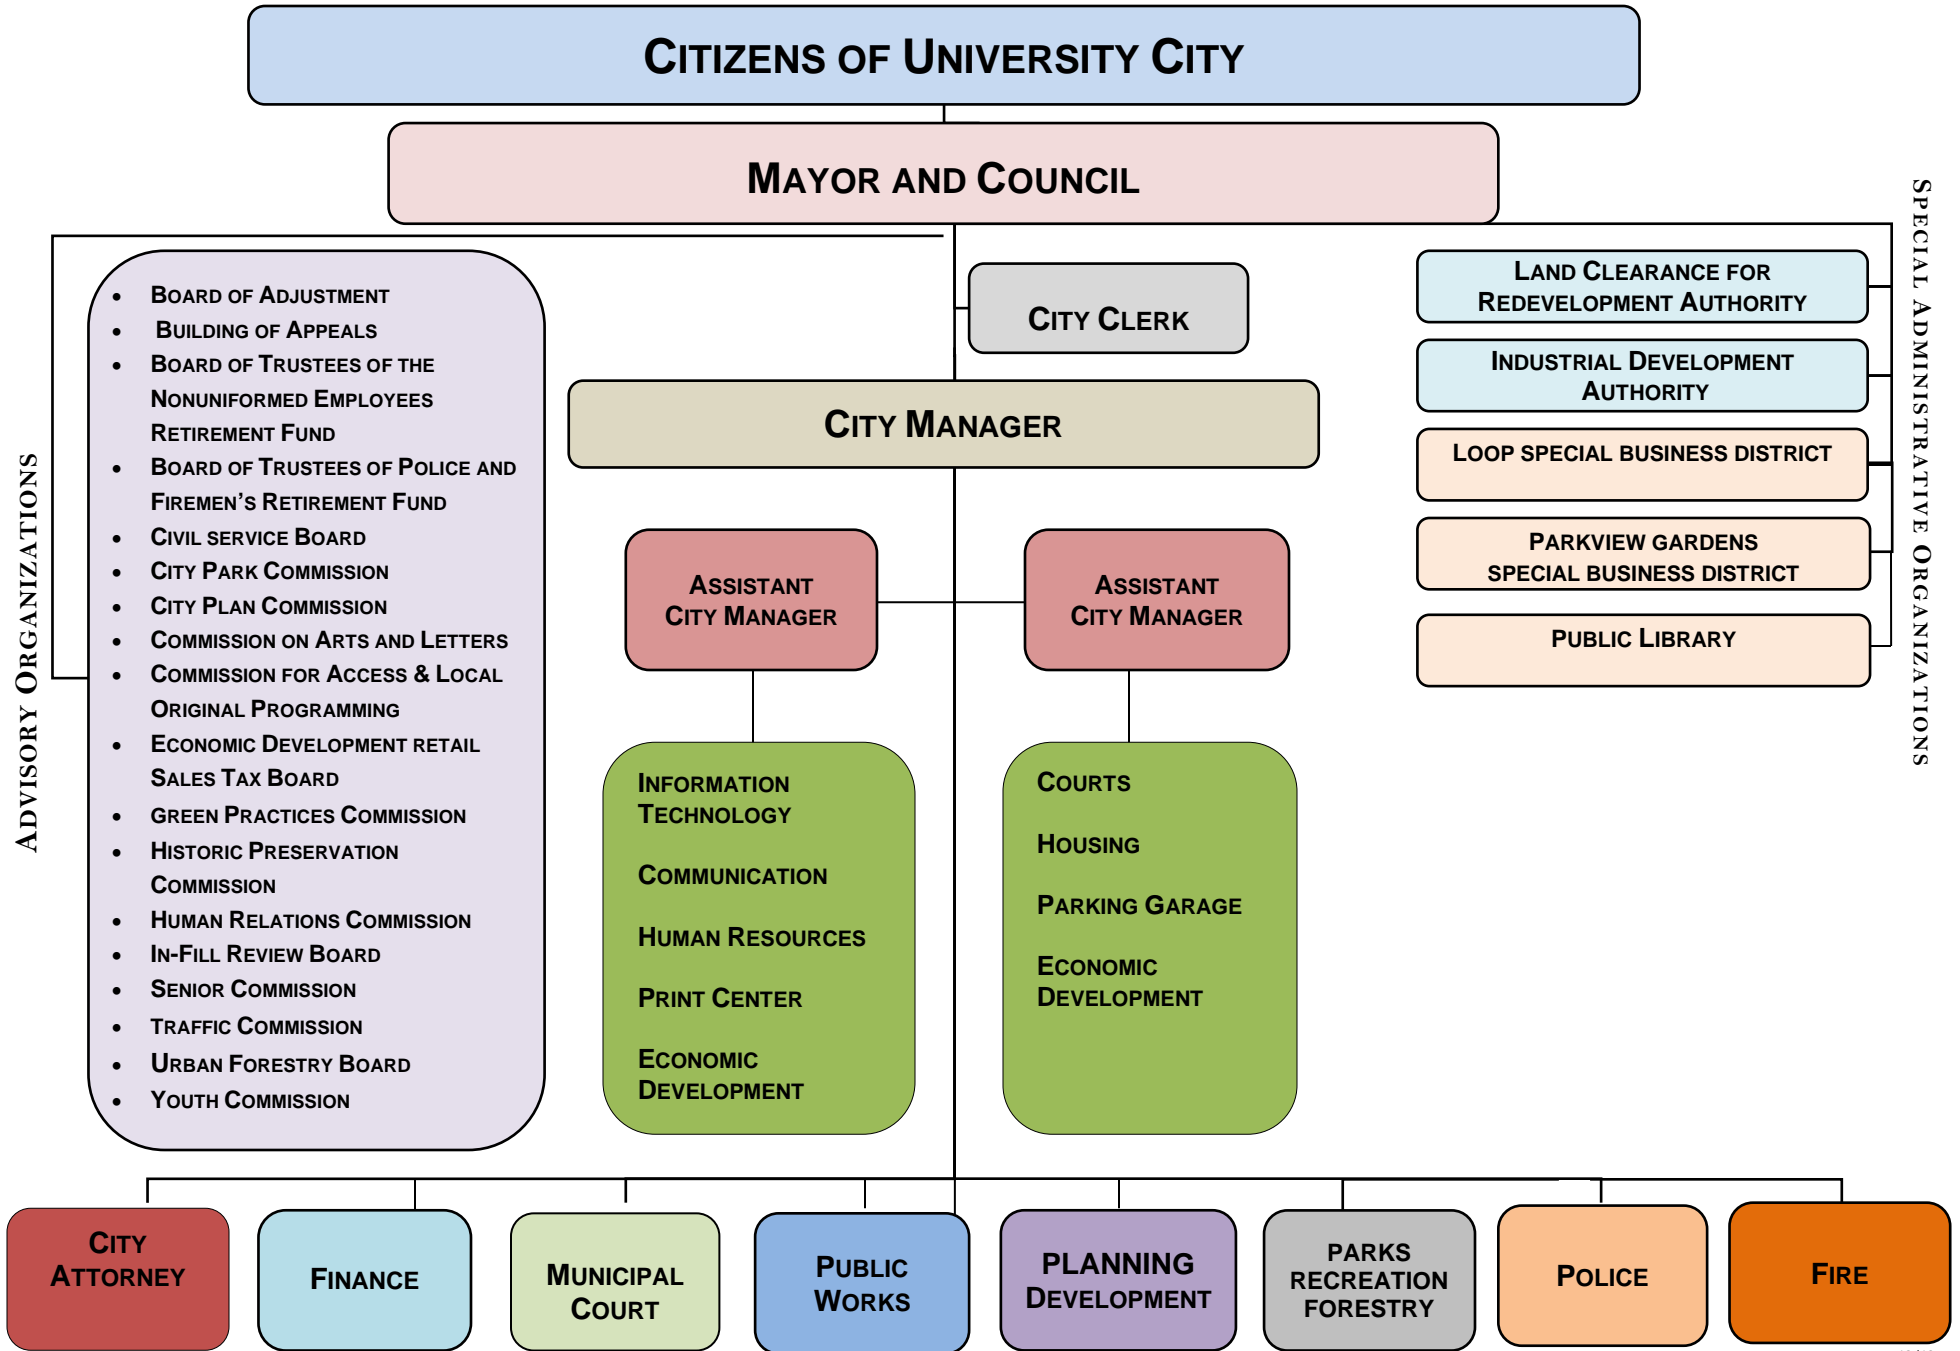 CITIZENS OF UNIVERSITY CITY
MAYOR AND COUNCIL
ADVISORY ORGANIZATIONS
• BOARD OF ADJUSTMENT
• BUILDING OF APPEALS
• BOARD OF TRUSTEES OF THE
NONUNIFORMED EMPLOYEES
RETIREMENT FUND
• BOARD OF TRUSTEES OF POLICE AND
FIREMEN'S RETIREMENT FUND
• CIVIL SERVICE BOARD
• CITY PARK COMMISSION
• CITY PLAN COMMISSION
• COMMISSION ON ARTS AND LETTERS
• COMMISSION FOR ACCESS & LOCAL
ORIGINAL PROGRAMMING
• ECONOMIC DEVELOPMENT RETAIL
SALES TAX BOARD
• GREEN PRACTICES COMMISSION
• HISTORIC PRESERVATION
COMMISSION
• HUMAN RELATIONS COMMISSION
• IN-FILL REVIEW BOARD
• SENIOR COMMISSION
• TRAFFIC COMMISSION
• URBAN FORESTRY BOARD
• YOUTH COMMISSION
CITY CLERK
CITY MANAGER
ASSISTANT
CITY MANAGER
ASSISTANT
CITY MANAGER
INFORMATION
TECHNOLOGY
COMMUNICATION
HUMAN RESOURCES
PRINT CENTER
ECONOMIC
DEVELOPMENT
COURTS
HOUSING
PARKING GARAGE
ECONOMIC
DEVELOPMENT
SPECIAL ADMINISTRATIVE ORGANIZATIONS
LAND CLEARANCE FOR
REDEVELOPMENT AUTHORITY
INDUSTRIAL DEVELOPMENT
AUTHORITY
LOOP SPECIAL BUSINESS DISTRICT
PARKVIEW GARDENS
SPECIAL BUSINESS DISTRICT
PUBLIC LIBRARY
CITY
ATTORNEY
FINANCE
MUNICIPAL
COURT
PUBLIC
WORKS
PLANNING
DEVELOPMENT
PARKS
RECREATION
FORESTRY
POLICE
FIRE